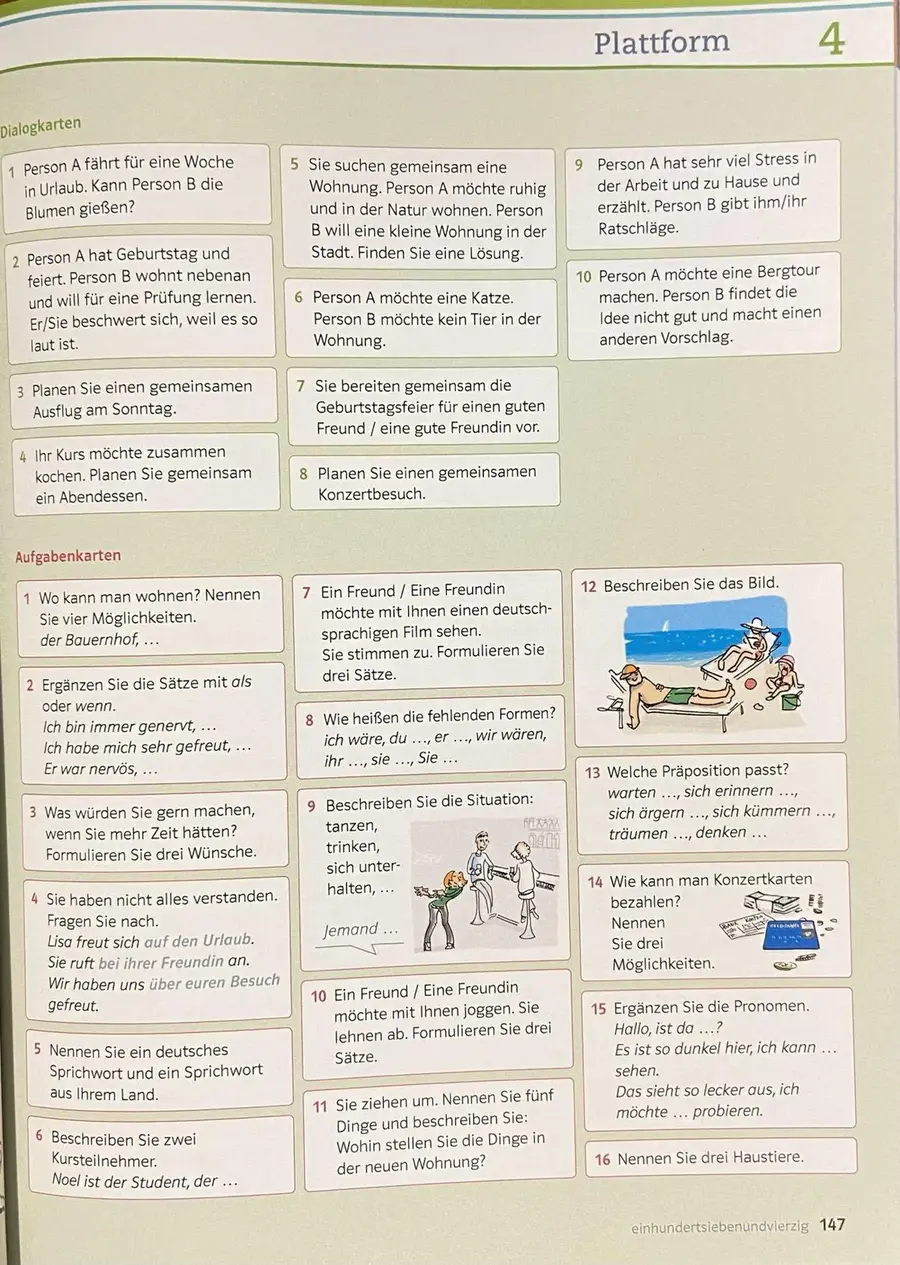 Plattform 4
Dialogkarten
1 Person A fährt für eine Woche
in Urlaub. Kann Person B die
Blumen gießen?
2 Person A hat Geburtstag und
feiert. Person B wohnt nebenan
und will für eine Prüfung lernen.
Er/Sie beschwert sich, weil es so
laut ist.
3 Planen Sie einen gemeinsamen
Ausflug am Sonntag.
4 Ihr Kurs möchte zusammen
kochen. Planen Sie gemeinsam
ein Abendessen.
5 Sie suchen gemeinsam eine
Wohnung. Person A möchte ruhig
und in der Natur wohnen. Person
B will eine kleine Wohnung in der
Stadt. Finden Sie eine Lösung.
6 Person A möchte eine Katze.
Person B möchte kein Tier in der
Wohnung.
7 Sie bereiten gemeinsam die
Geburtstagsfeier für einen guten
Freund / eine gute Freundin vor.
8 Planen Sie einen gemeinsamen
Konzertbesuch.
9 Person A hat sehr viel Stress in
der Arbeit und zu Hause und
erzählt. Person B gibt ihm/ihr
Ratschläge.
10 Person A möchte eine Bergtour
machen. Person B findet die
Idee nicht gut und macht einen
anderen Vorschlag.
Aufgabenkarten
1 Wo kann man wohnen? Nennen
Sie vier Möglichkeiten.
der Bauernhof, ...
2 Ergänzen Sie die Sätze mit als
oder wenn.
Ich bin immer genervt, ...
Ich habe mich sehr gefreut, ...
Er war nervös, ...
3 Was würden Sie gern machen,
wenn Sie mehr Zeit hätten?
Formulieren Sie drei Wünsche.
4 Sie haben nicht alles verstanden.
Fragen Sie nach.
Lisa freut sich auf den Urlaub.
Sie ruft bei ihrer Freundin an.
Wir haben uns über euren Besuch
gefreut.
5 Nennen Sie ein deutsches
Sprichwort und ein Sprichwort
aus Ihrem Land.
6 Beschreiben Sie zwei
Kursteilnehmer.
Noel ist der Student, der ...
7 Ein Freund / Eine Freundin
möchte mit Ihnen einen deutsch-
sprachigen Film sehen.
Sie stimmen zu. Formulieren Sie
drei Sätze.
8 Wie heißen die fehlenden Formen?
ich wäre, du ..., er ..., wir wären,
ihr ..., sie ..., Sie ...
9 Beschreiben Sie die Situation:
tanzen,
trinken,
sich unter-
halten, ...
Jemand ...
10 Ein Freund / Eine Freundin
möchte mit Ihnen joggen. Sie
lehnen ab. Formulieren Sie drei
Sätze.
11 Sie ziehen um. Nennen Sie fünf
Dinge und beschreiben Sie:
Wohin stellen Sie die Dinge in
der neuen Wohnung?
12 Beschreiben Sie das Bild.
13 Welche Präposition passt?
warten ..., sich erinnern ...,
sich ärgern ..., sich kümmern ...,
träumen ..., denken ...
14 Wie kann man Konzertkarten
bezahlen?
Nennen
Sie drei
Möglichkeiten.
15 Ergänzen Sie die Pronomen.
Hallo, ist da ...?
Es ist so dunkel hier, ich kann ...
sehen.
Das sieht so lecker aus, ich
möchte ... probieren.
16 Nennen Sie drei Haustiere.
einhundertsiebenundvierzig 147